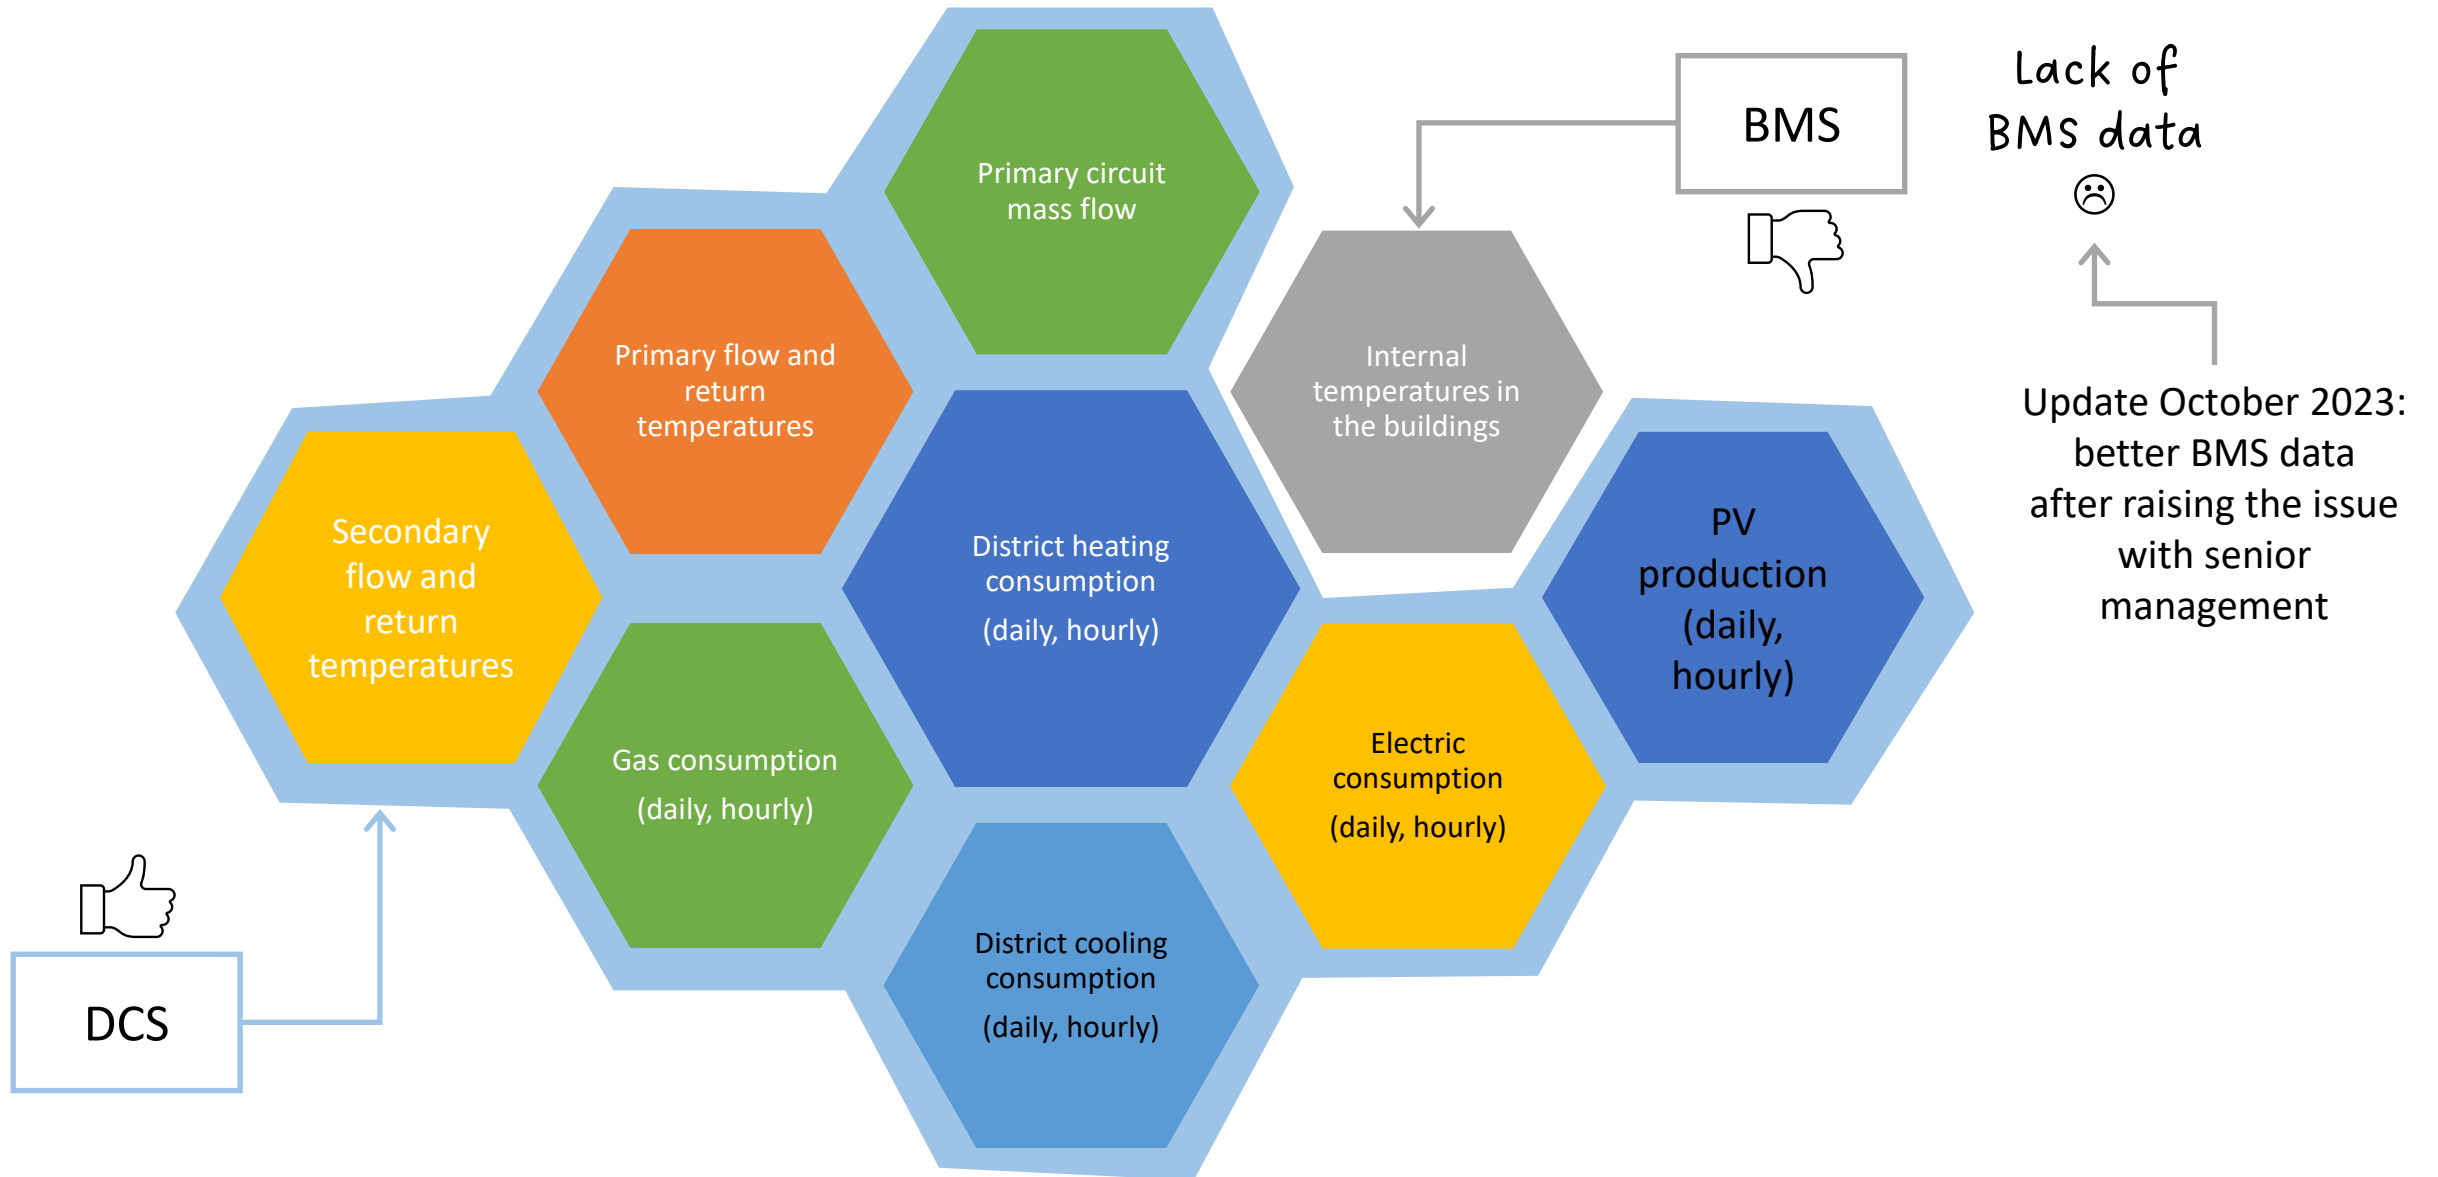 Primary circuit
mass flow
BMS
Lack of
BMS data
Primary flow and
return
temperatures
Internal
temperatures in
the buildings
Update October 2023:
better BMS data
after raising the issue
with senior
management
Secondary
flow and
return
temperatures
District heating
consumption
(daily, hourly)
PV
production
(daily,
hourly)
Gas consumption
(daily, hourly)
Electric
consumption
(daily, hourly)
District cooling
consumption
(daily, hourly)
DCS